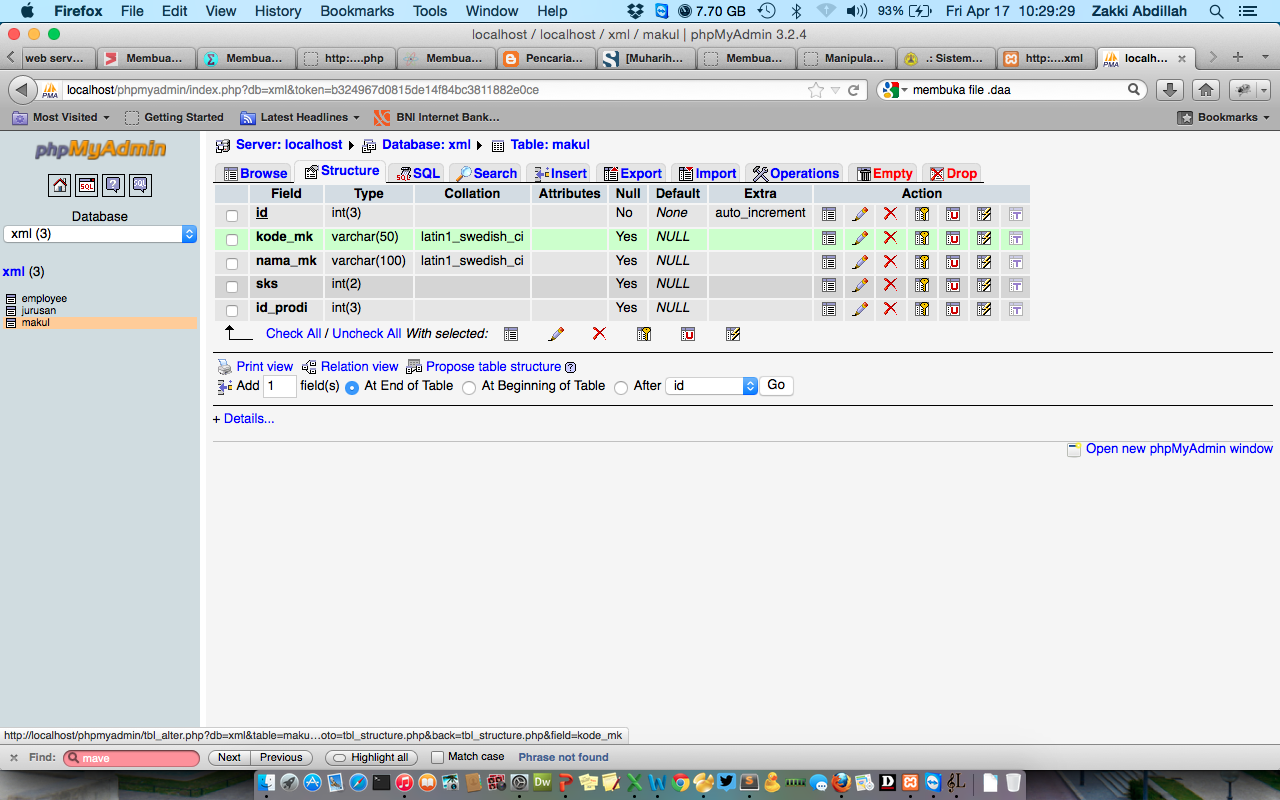 Firefox File Edit View History Bookmarks Tools Window Help 7.70 GB 93% Fri Apr 17 10:29:29 Zakki Abdillah
localhost / localhost / xml / makul | phpMyAdmin 3.2.4
web serv... Membua... Membua... http:....php Membua... Pencaria... [Muharih... Membua... Manipula... .: Sistem... http:....xml localh...
localhost/phpmyadmin/index.php?db=xml&token=b324967d0815de14f84bc3811882e0ce membuka file .daa
Most Visited Getting Started Latest Headlines BNI Internet Bank... Bookmarks
phpMyAdmin
Server: localhost Database: xml Table: makul
Browse Structure SQL Search Insert Export Import Operations Empty Drop
Database
xml (3)
xml (3)
employee
jurusan
makul
Field Type Collation Attributes Null Default Extra Action
id int(3) No None auto_increment
kode_mk varchar(50) latin1_swedish_ci Yes NULL
nama_mk varchar(100) latin1_swedish_ci Yes NULL
sks int(2) Yes NULL
id_prodi int(3) Yes NULL
Check All / Uncheck All With selected:
Print view Relation view Propose table structure
Add 1 field(s) At End of Table At Beginning of Table After id Go
+ Details...
Open new phpMyAdmin window
http://localhost/phpmyadmin/tbl_alter.php?db=xml&table=maku...oto=tbl_structure.php&back=tbl_structure.php&field=kode_mk
Find: mave Next Previous Highlight all Match case Phrase not found